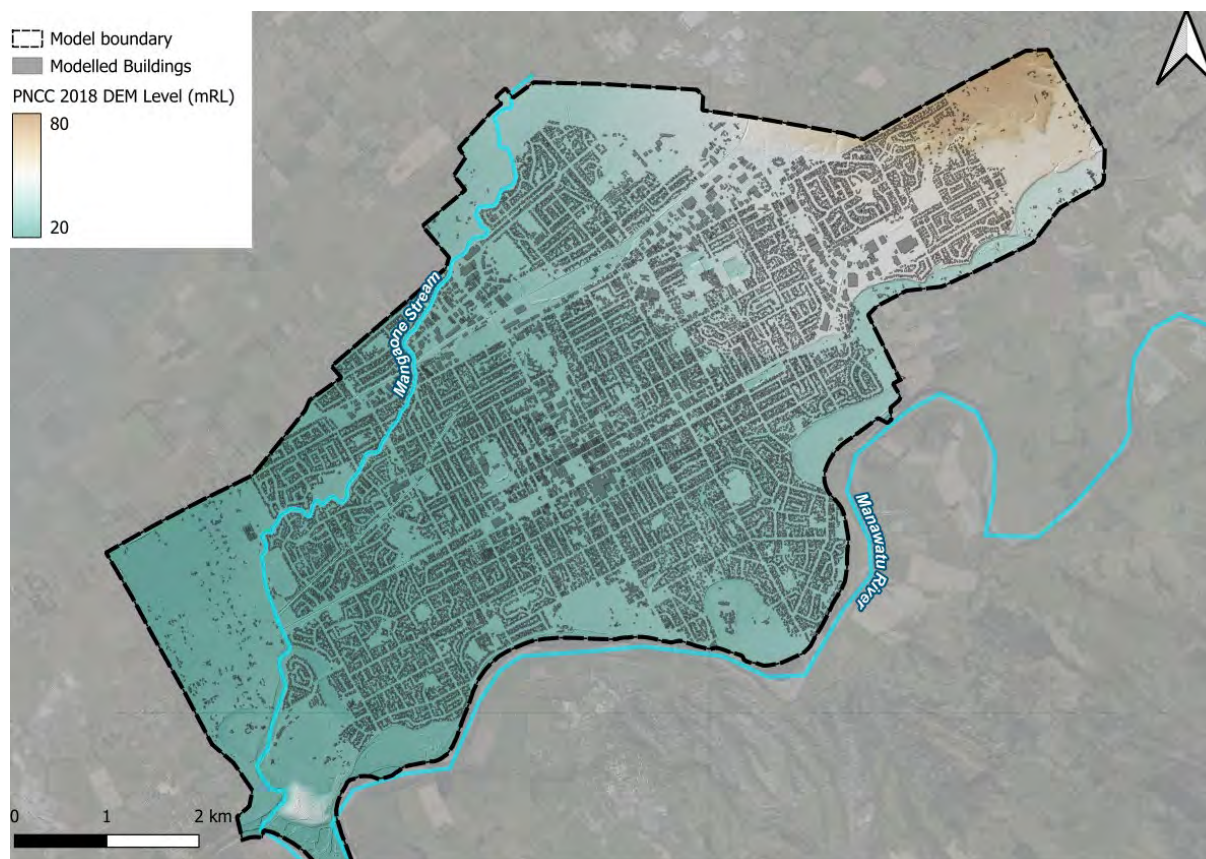 Model boundary
Modelled Buildings
PNCC 2018 DEM Level (mRL)
80
20
Mangaone Stream
Manawatu River
0 1 2 km